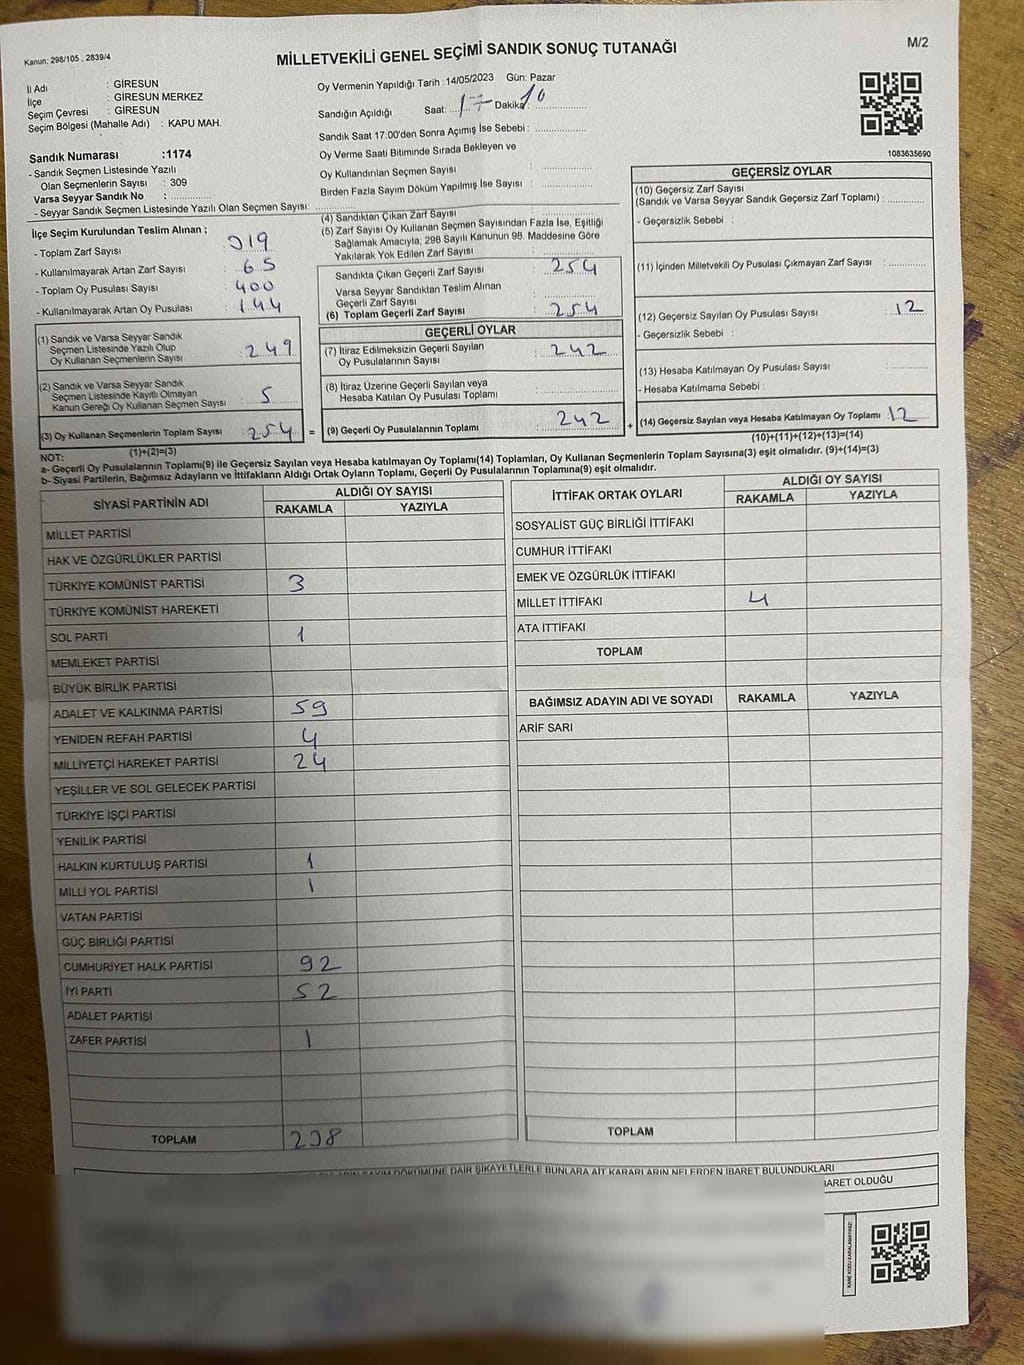 Kanun: 298/105 , 2839/4
MİLLETVEKİLİ GENEL SEÇİMİ SANDIK SONUÇ TUTANAĞI
M/2
İl Adı : GİRESUN
İlçe : GİRESUN MERKEZ
Seçim Çevresi : GİRESUN
Seçim Bölgesi (Mahalle Adı) : KAPU MAH.
Sandık Numarası :1174
- Sandık Seçmen Listesinde Yazılı
Olan Seçmenlerin Sayısı : 309
Varsa Seyyar Sandık No :
- Seyyar Sandık Seçmen Listesinde Yazılı Olan Seçmen Sayısı:
Oy Vermenin Yapıldığı Tarih :14/05/2023 Gün: Pazar
Sandığın Açıldığı Saat: 17 Dakika 10
Sandık Saat 17:00'den Sonra Açımış İse Sebebi :
Oy Verme Saati Bitiminde Sırada Bekleyen ve
Oy Kullandırılan Seçmen Sayısı :
Birden Fazla Sayım Döküm Yapılmış İse Sayısı :
1083635690
İlçe Seçim Kurulundan Teslim Alınan ;
- Toplam Zarf Sayısı : 319
- Kullanılmayarak Artan Zarf Sayısı : 65
- Toplam Oy Pusulası Sayısı : 400
- Kullanılmayarak Artan Oy Pusulası : 144
(1) Sandık ve Varsa Seyyar Sandık
Seçmen Listesinde Yazılı Olup
Oy Kullanan Seçmenlerin Sayısı : 249
(2) Sandık ve Varsa Seyyar Sandık
Seçmen Listesinde Kayıtlı Olmayan
Kanun Gereği Oy Kullanan Seçmen Sayısı : 5
(3) Oy Kullanan Seçmenlerin Toplam Sayısı : 254
(1)+(2)=(3)
(4) Sandıktan Çıkan Zarf Sayısı :
(5) Zarf Sayısı Oy Kullanan Seçmen Sayısından Fazla İse, Eşitliği
Sağlamak Amacıyla; 298 Sayılı Kanunun 98. Maddesine Göre
Yakılarak Yok Edilen Zarf Sayısı :
Sandıkta Çıkan Geçerli Zarf Sayısı : 254
Varsa Seyyar Sandıktan Teslim Alınan
Geçerli Zarf Sayısı :
(6) Toplam Geçerli Zarf Sayısı : 254
GEÇERLİ OYLAR
(7) İtiraz Edilmeksizin Geçerli Sayılan
Oy Pusulalarının Sayısı : 242
(8) İtiraz Üzerine Geçerli Sayılan veya
Hesaba Katılan Oy Pusulası Toplamı :
= (9) Geçerli Oy Pusulalarının Toplamı : 242
GEÇERSİZ OYLAR
(10) Geçersiz Zarf Sayısı
(Sandık ve Varsa Seyyar Sandık Geçersiz Zarf Toplamı) :
- Geçersizlik Sebebi :
(11) İçinden Milletvekili Oy Pusulası Çıkmayan Zarf Sayısı :
(12) Geçersiz Sayılan Oy Pusulası Sayısı : 12
- Geçersizlik Sebebi :
(13) Hesaba Katılmayan Oy Pusulası Sayısı :
- Hesaba Katılmama Sebebi :
+ (14) Geçersiz Sayılan veya Hesaba Katılmayan Oy Toplamı : 12
(10)+(11)+(12)+(13)=(14)
NOT:
a- Geçerli Oy Pusulalarının Toplamı(9) ile Geçersiz Sayılan veya Hesaba katılmayan Oy Toplamı(14) Toplamları, Oy Kullanan Seçmenlerin Toplam Sayısına(3) eşit olmalıdır. (9)+(14)=(3)
b- Siyasi Partilerin, Bağımsız Adayların ve İttifakların Aldığı Ortak Oyların Toplamı, Geçerli Oy Pusulalarının Toplamına(9) eşit olmalıdır.
SİYASİ PARTİNİN ADI ALDIĞI OY SAYISI
RAKAMLA YAZIYLA
MİLLET PARTİSİ
HAK VE ÖZGÜRLÜKLER PARTİSİ
TÜRKİYE KOMÜNİST PARTİSİ 3
TÜRKİYE KOMÜNİST HAREKETİ
SOL PARTİ 1
MEMLEKET PARTİSİ
BÜYÜK BİRLİK PARTİSİ
ADALET VE KALKINMA PARTİSİ 59
YENİDEN REFAH PARTİSİ 4
MİLLİYETÇİ HAREKET PARTİSİ 24
YEŞİLLER VE SOL GELECEK PARTİSİ
TÜRKİYE İŞÇİ PARTİSİ
YENİLİK PARTİSİ
HALKIN KURTULUŞ PARTİSİ 1
MİLLİ YOL PARTİSİ 1
VATAN PARTİSİ
GÜÇ BİRLİĞİ PARTİSİ
CUMHURİYET HALK PARTİSİ 92
İYİ PARTİ 52
ADALET PARTİSİ
ZAFER PARTİSİ 1
TOPLAM 238
İTTİFAK ORTAK OYLARI ALDIĞI OY SAYISI
RAKAMLA YAZIYLA
SOSYALİST GÜÇ BİRLİĞİ İTTİFAKI
CUMHUR İTTİFAKI
EMEK VE ÖZGÜRLÜK İTTİFAKI
MİLLET İTTİFAKI 4
ATA İTTİFAKI
TOPLAM
BAĞIMSIZ ADAYIN ADI VE SOYADI RAKAMLA YAZIYLA
ARİF SARI
TOPLAM
DÖKÜMÜNE DAİR ŞİKAYETLERLE BUNLARA AİT KARARLARIN NELERDEN İBARET BULUNDUKLARI
OLDUĞU